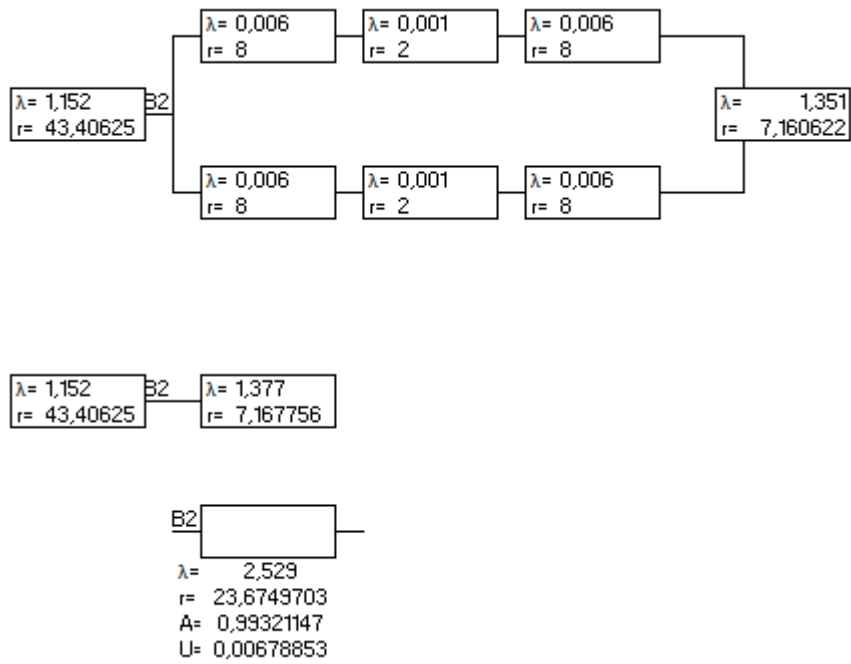 λ= 0,006
r= 8
λ= 0,001
r= 2
λ= 0,006
r= 8
λ= 1,152
r= 43,40625
B2
λ= 1,351
r= 7,160622
λ= 0,006
r= 8
λ= 0,001
r= 2
λ= 0,006
r= 8
λ= 1,152
r= 43,40625
B2
λ= 1,377
r= 7,167756
B2
λ= 2,529
r= 23,6749703
A= 0,99321147
U= 0,00678853